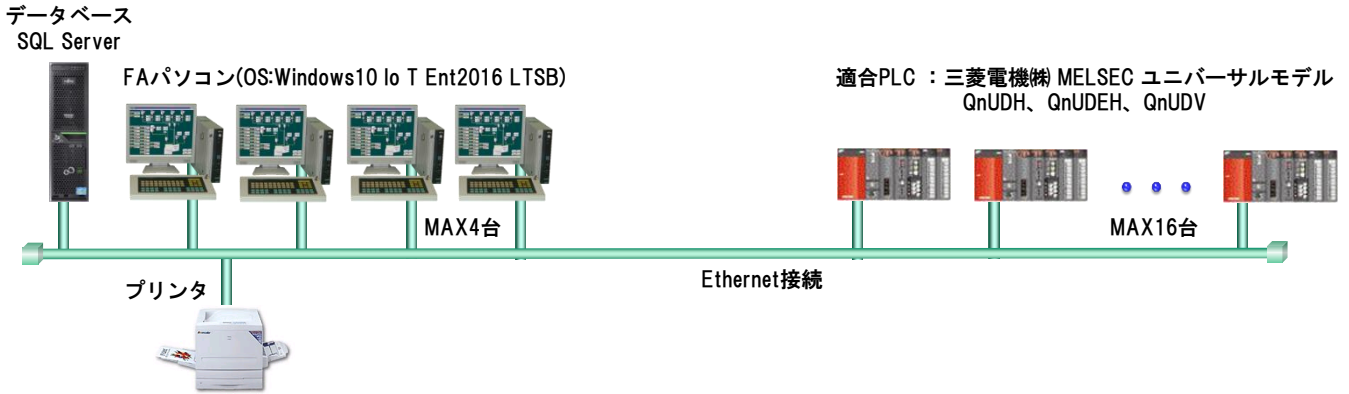 データベース
SQL Server
FAパソコン(OS:Windows10 Io T Ent2016 LTSB)
適合PLC ：三菱電機㈱ MELSEC ユニバーサルモデル
QnUDH、QnUDEH、QnUDV
MAX4台
MAX16台
Ethernet接続
プリンタ